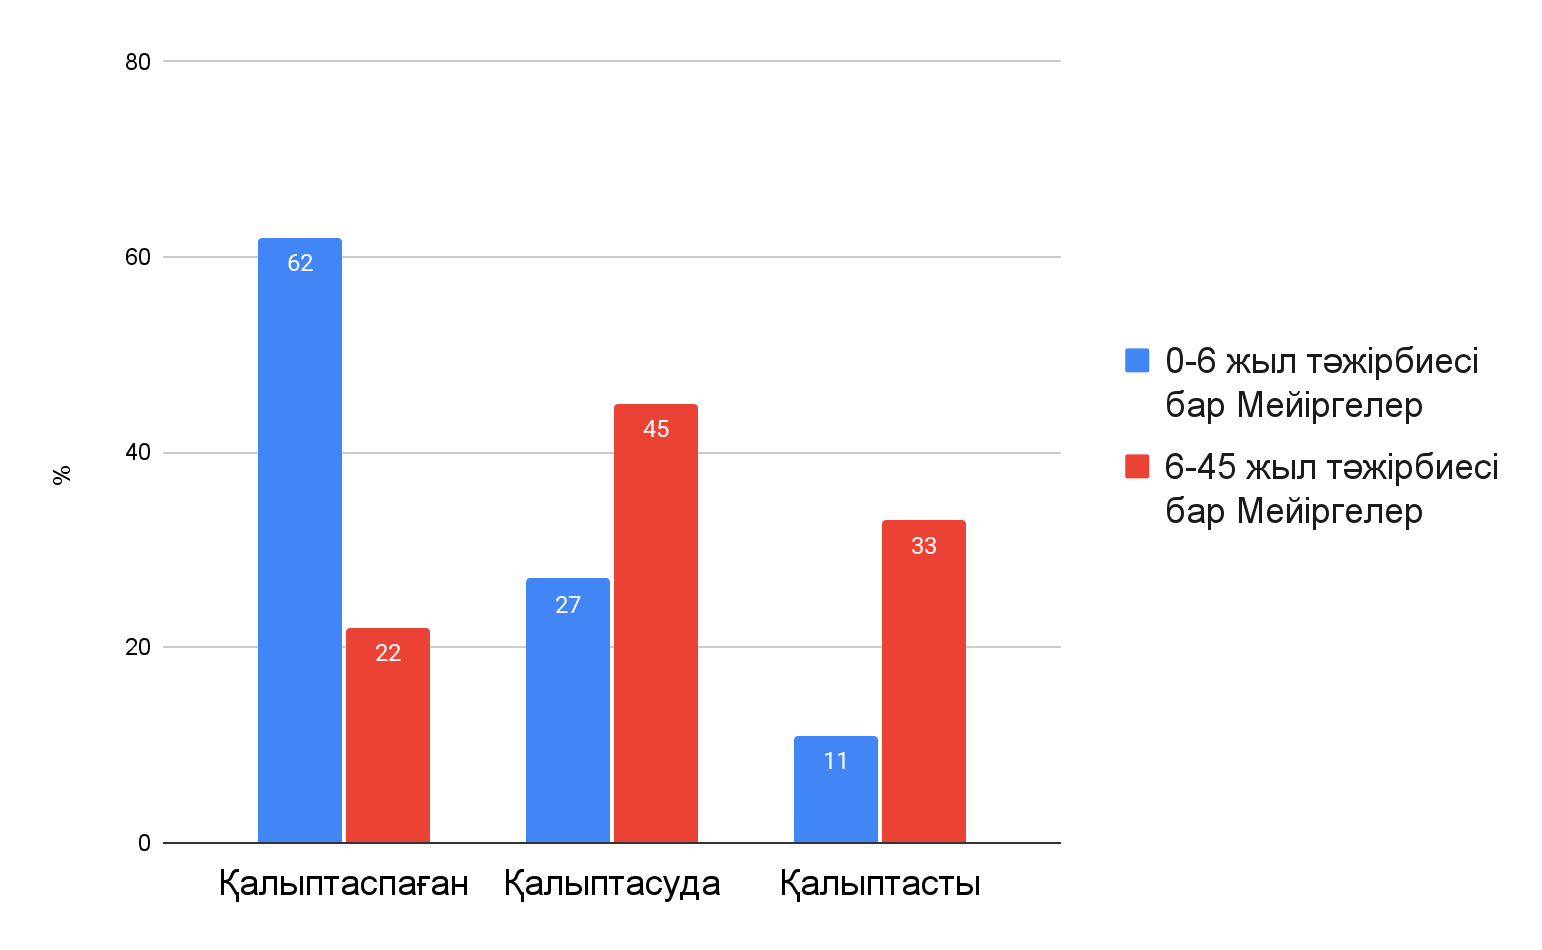 80
60
40
20
0
%
62
22
27
45
11
33
Қалыптаспаған
Қалыптасуда
Қалыптасты
0-6 жыл тәжірбиесі
бар Мейіргелер
6-45 жыл тәжірбиесі
бар Мейіргелер